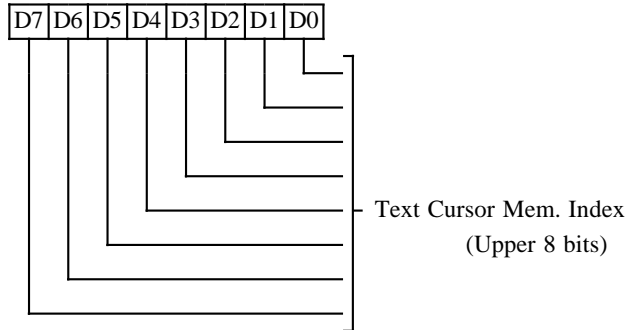 D7 D6 D5 D4 D3 D2 D1 D0
Text Cursor Mem. Index
(Upper 8 bits)